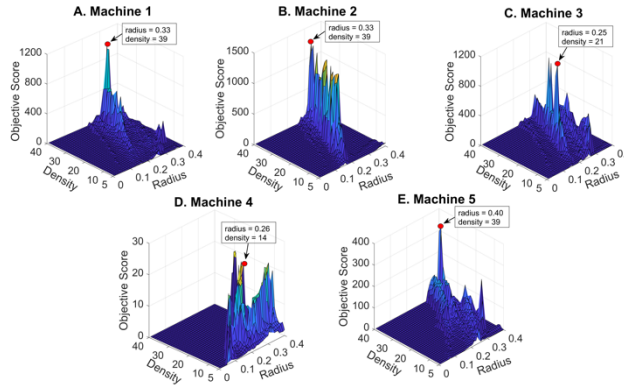 A. Machine 1
radius = 0.33
density = 39
1200
800
400
0
Objective Score
40
30
20
10
5
Density
0
0.1
0.2
0.3
0.4
Radius
B. Machine 2
radius = 0.33
density = 39
1500
1000
500
0
Objective Score
40
30
20
10
5
Density
0
0.1
0.2
0.3
0.4
Radius
C. Machine 3
radius = 0.25
density = 21
1200
800
400
0
Objective Score
40
30
20
10
5
Density
0
0.1
0.2
0.3
Radius
D. Machine 4
radius = 0.26
density = 14
30
20
10
0
Objective Score
40
30
20
10
5
Density
0
0.1
0.2
0.3
0.4
Radius
E. Machine 5
radius = 0.40
density = 39
400
300
200
100
0
Objective Score
40
30
20
10
5
Density
0
0.1
0.2
0.3
0.4
Radius